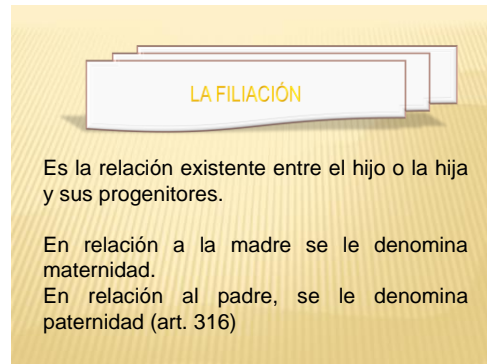 LA FILIACIÓN
Es la relación existente entre el hijo o la hija
y sus progenitores.
En relación a la madre se le denomina
maternidad.
En relación al padre, se le denomina
paternidad (art. 316)